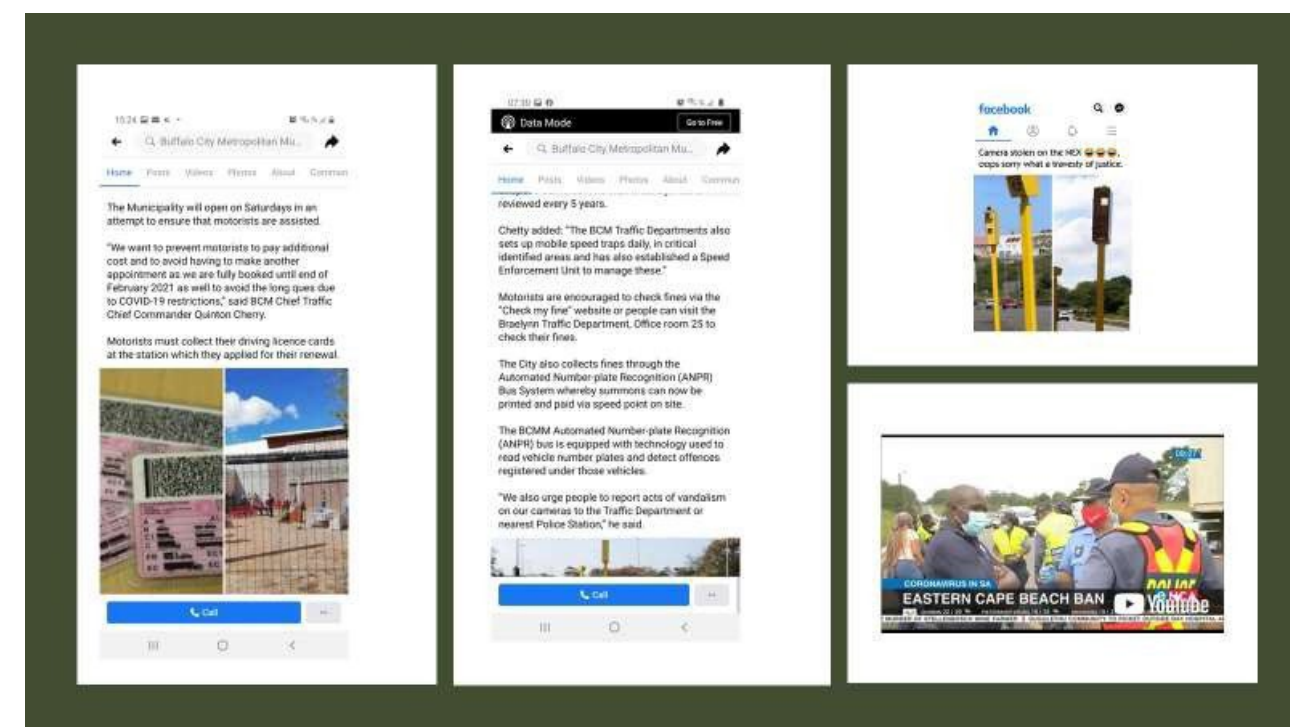 15:24
Buffalo City Metropolitan Mu...
Home Posts Videos Photos About Commun
The Municipality will open on Saturdays in an
attempt to ensure that motorists are assisted.
"We want to prevent motorists to pay additional
cost and to avoid having to make another
appointment as we are fully booked until end of
February 2021 as well to avoid the long ques due
to COVID-19 restrictions," said BCM Chief Traffic
Chief Commander Quinton Cherry.
Motorists must collect their driving licence cards
at the station which they applied for their renewal.
Call
07:30
Data Mode
Go to Free
Buffalo City Metropolitan Mu...
Home Posts Videos Photos About Commun
reviewed every 5 years.
Chetty added: "The BCM Traffic Departments also
sets up mobile speed traps daily, in critical
identified areas and has also established a Speed
Enforcement Unit to manage these."
Motorists are encouraged to check fines via the
"Check my fine" website or people can visit the
Braelynn Traffic Department, Office room 25 to
check their fines.
The City also collects fines through the
Automated Number-plate Recognition (ANPR)
Bus System whereby summons can now be
printed and paid via speed point on site.
The BCMM Automated Number-plate Recognition
(ANPR) bus is equipped with technology used to
read vehicle number plates and detect offences
registered under those vehicles.
"We also urge people to report acts of vandalism
on our cameras to the Traffic Department or
nearest Police Station," he said.
Call
facebook
Camera stolen on the NEX 😂😂😂,
oops sorry what a travesty of justice.
POLICE
CORONAVIRUS IN SA
EASTERN CAPE BEACH BAN
eNCA
YouTube